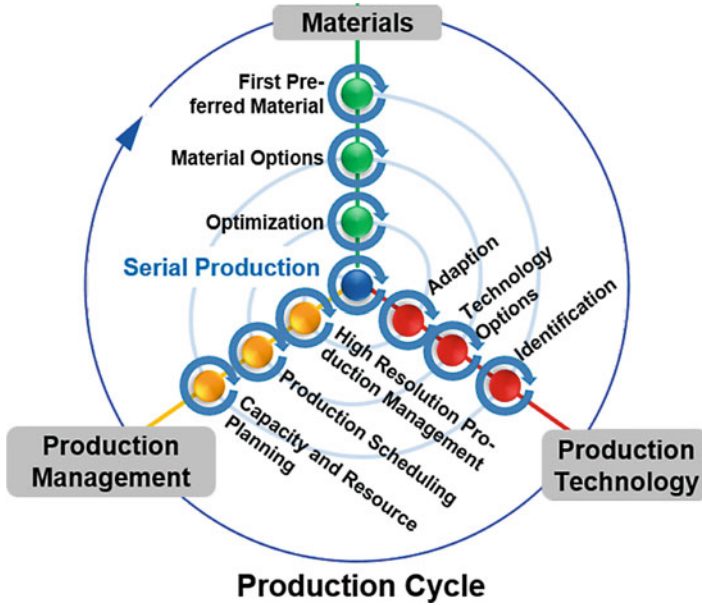 Materials
First Pre-
ferred Material
Material Options
Optimization
Serial Production
Adaption
Technology
Options
Identification
High Resolution Pro-
duction Management
Production Scheduling
Capacity and Resource
Planning
Production
Management
Production
Technology
Production Cycle